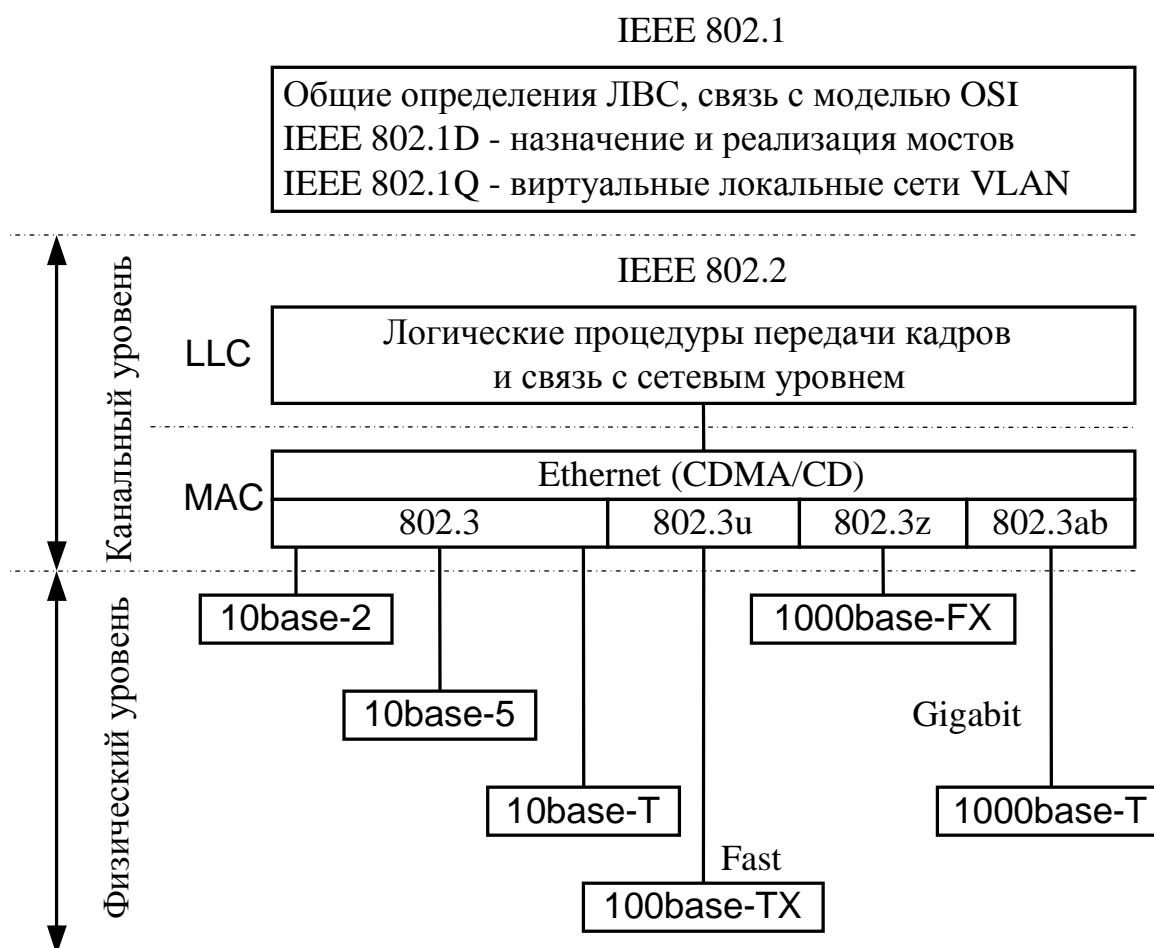 IEEE 802.1
Общие определения ЛВС, связь с моделью OSI
IEEE 802.1D - назначение и реализация мостов
IEEE 802.1Q - виртуальные локальные сети VLAN
Канальный уровень
IEEE 802.2
LLC
Логические процедуры передачи кадров
и связь с сетевым уровнем
MAC
Ethernet (CDMA/CD)
802.3
802.3u
802.3z
802.3ab
Физический уровень
10base-2
1000base-FX
10base-5
Gigabit
10base-T
1000base-T
Fast
100base-TX